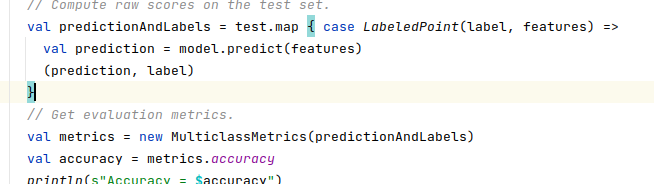 // Compute raw scores on the test set.
val predictionAndLabels = test.map { case LabeledPoint(label, features) =>
val prediction = model.predict(features)
(prediction, label)
}
// Get evaluation metrics.
val metrics = new MulticlassMetrics(predictionAndLabels)
val accuracy = metrics.accuracy
println(s"Accuracy = $accuracy")